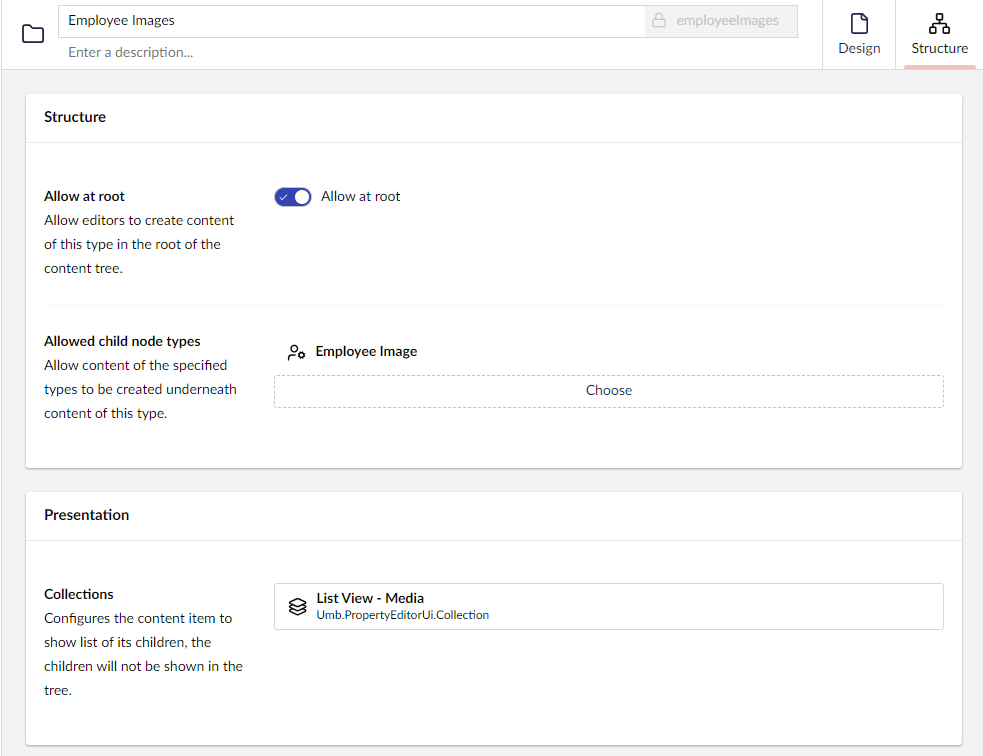 Employee Images
employeeImages
Enter a description...
Design
Structure
Structure
Allow at root
Allow editors to create content
of this type in the root of the
content tree.
Allow at root
Allowed child node types
Allow content of the specified
types to be created underneath
content of this type.
Employee Image
Choose
Presentation
Collections
Configures the content item to
show list of its children, the
children will not be shown in the
tree.
List View - Media
Umb.PropertyEditorUi.Collection